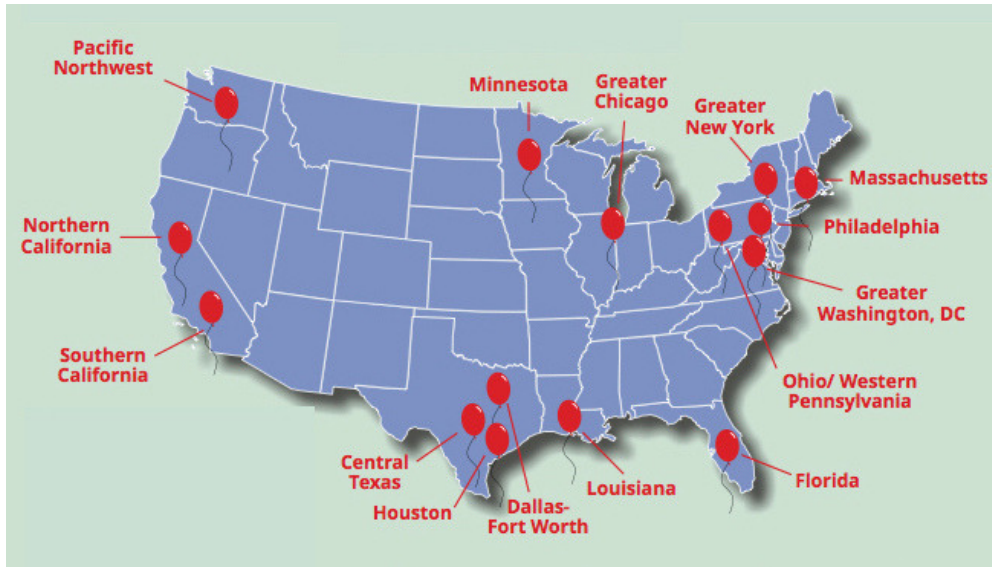 Pacific
Northwest
Minnesota
Greater
Chicago
Greater
New York
Massachusetts
Northern
California
Philadelphia
Greater
Washington, DC
Southern
California
Ohio/ Western
Pennsylvania
Central
Texas
Houston
Dallas-
Fort Worth
Louisiana
Florida